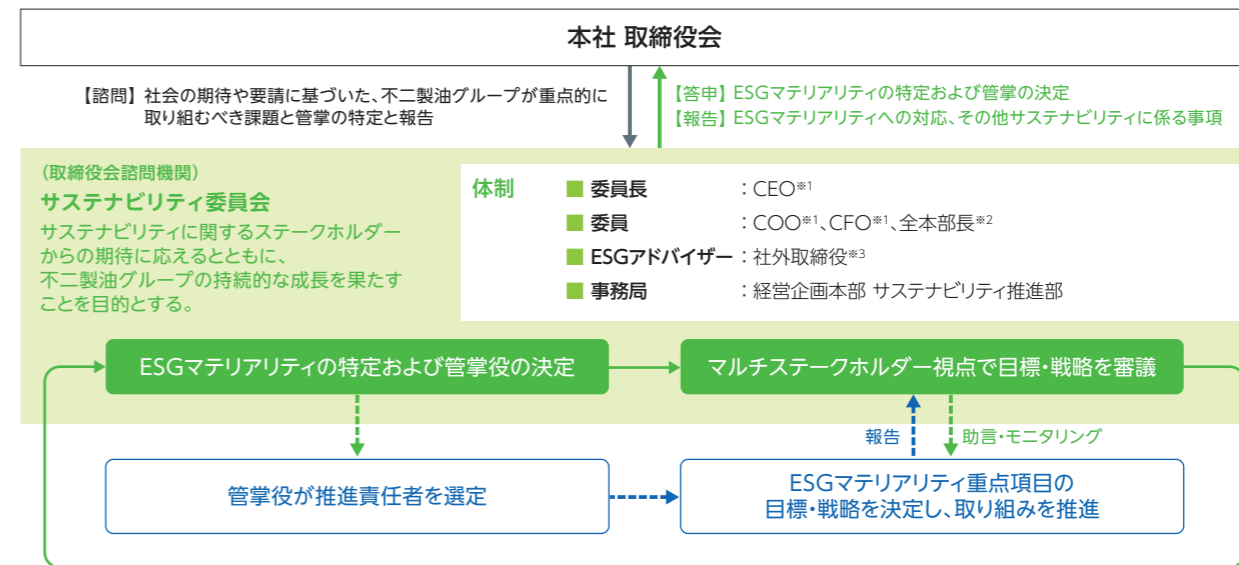 本社 取締役会
【諮問】 社会の期待や要請に基づいた、不二製油グループが重点的に
取り組むべき課題と管掌の特定と報告
【答申】 ESGマテリアリティの特定および管掌の決定
【報告】 ESGマテリアリティへの対応、その他サステナビリティに係る事項
（取締役会諮問機関）
サステナビリティ委員会
サステナビリティに関するステークホルダー
からの期待に応えるとともに、
不二製油グループの持続的な成長を果たす
ことを目的とする。
体制
■ 委員長 ：CEO※1
■ 委員 ：COO※1、CFO※1、全本部長※2
■ ESGアドバイザー：社外取締役※3
■ 事務局 ：経営企画本部 サステナビリティ推進部
ESGマテリアリティの特定および管掌役の決定
マルチステークホルダー視点で目標・戦略を審議
報告
助言・モニタリング
管掌役が推進責任者を選定
ESGマテリアリティ重点項目の
目標・戦略を決定し、取り組みを推進